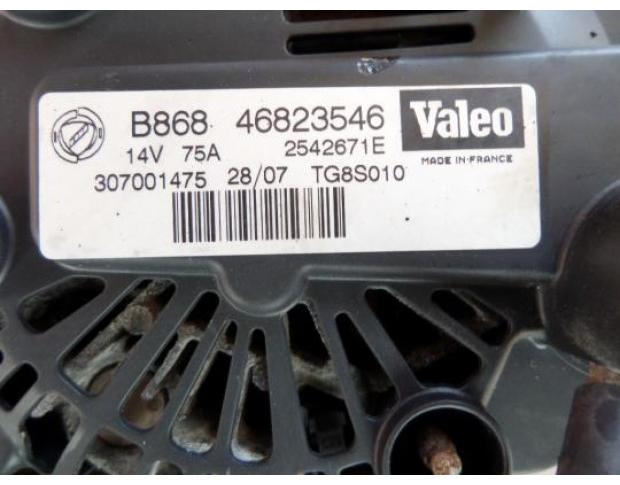 B868 46823546 Valeo
14V 75A 2542671E MADE IN FRANCE
307001475 28/07 TG8S010